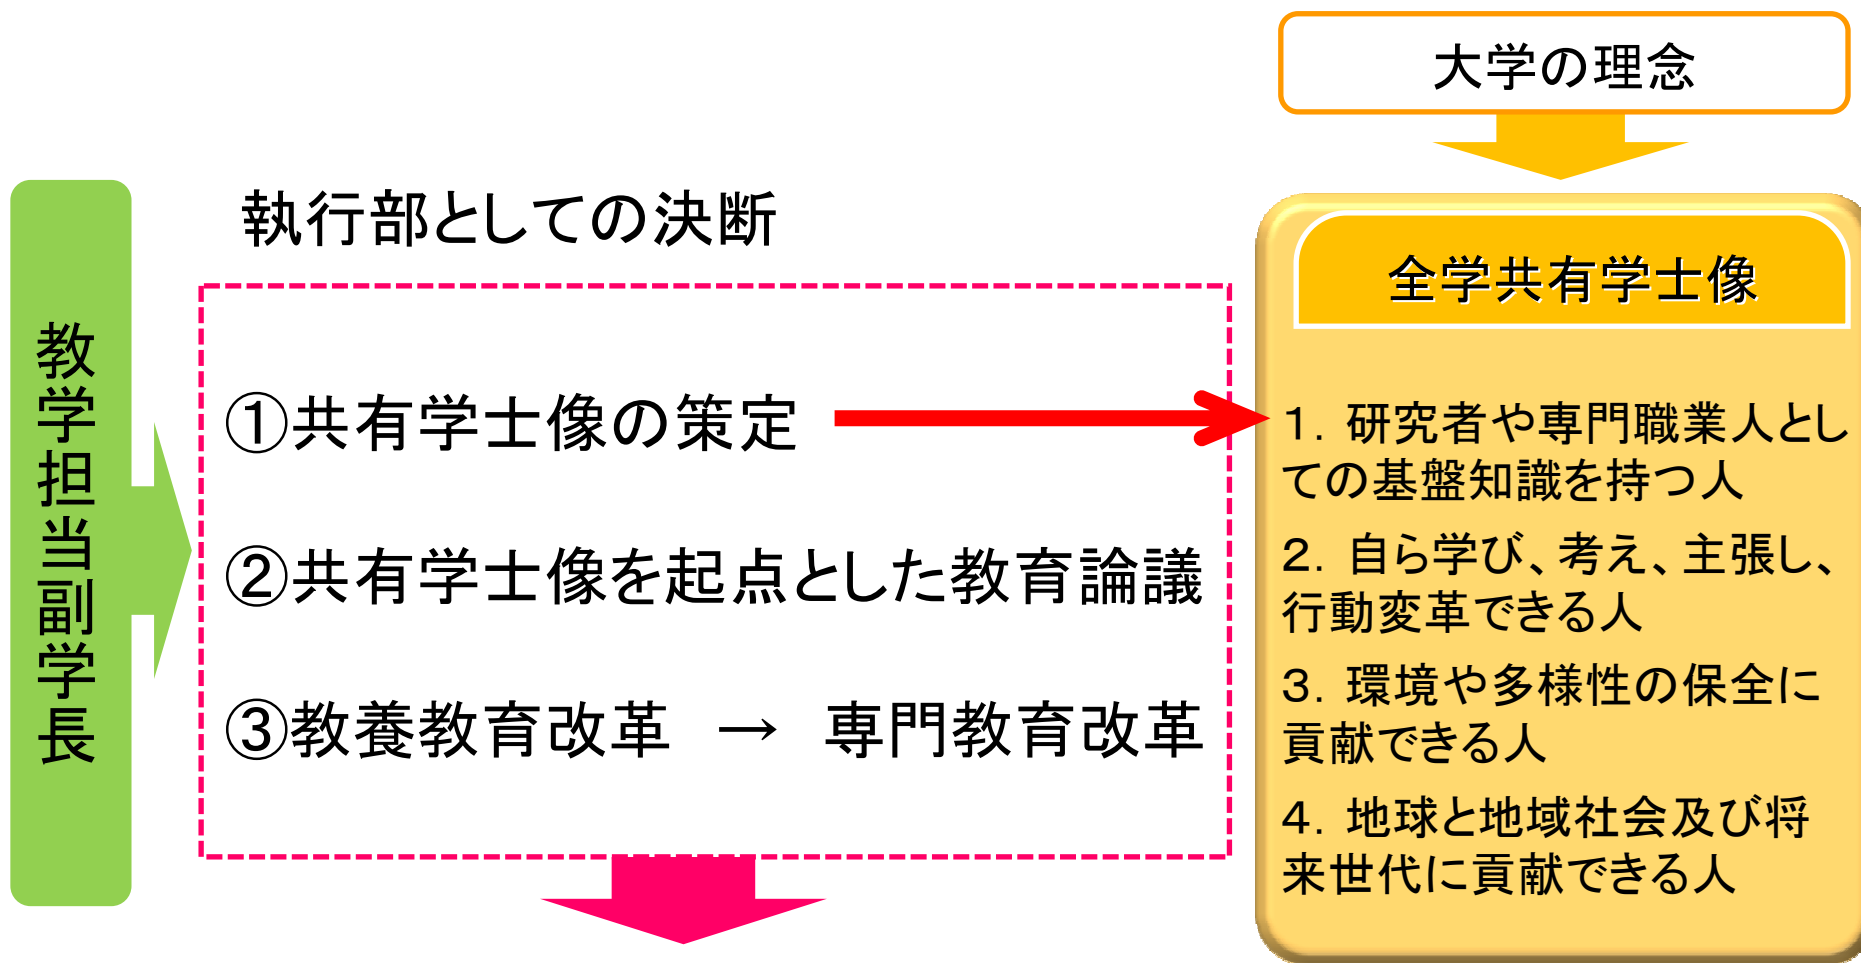 大学の理念
教学担当副学長
執行部としての決断
①共有学士像の策定
②共有学士像を起点とした教育論議
③教養教育改革　→　専門教育改革
全学共有学士像
１．研究者や専門職業人とし
ての基盤知識を持つ人
２．自ら学び、考え、主張し、
行動変革できる人
３．環境や多様性の保全に
貢献できる人
４．地球と地域社会及び将
来世代に貢献できる人